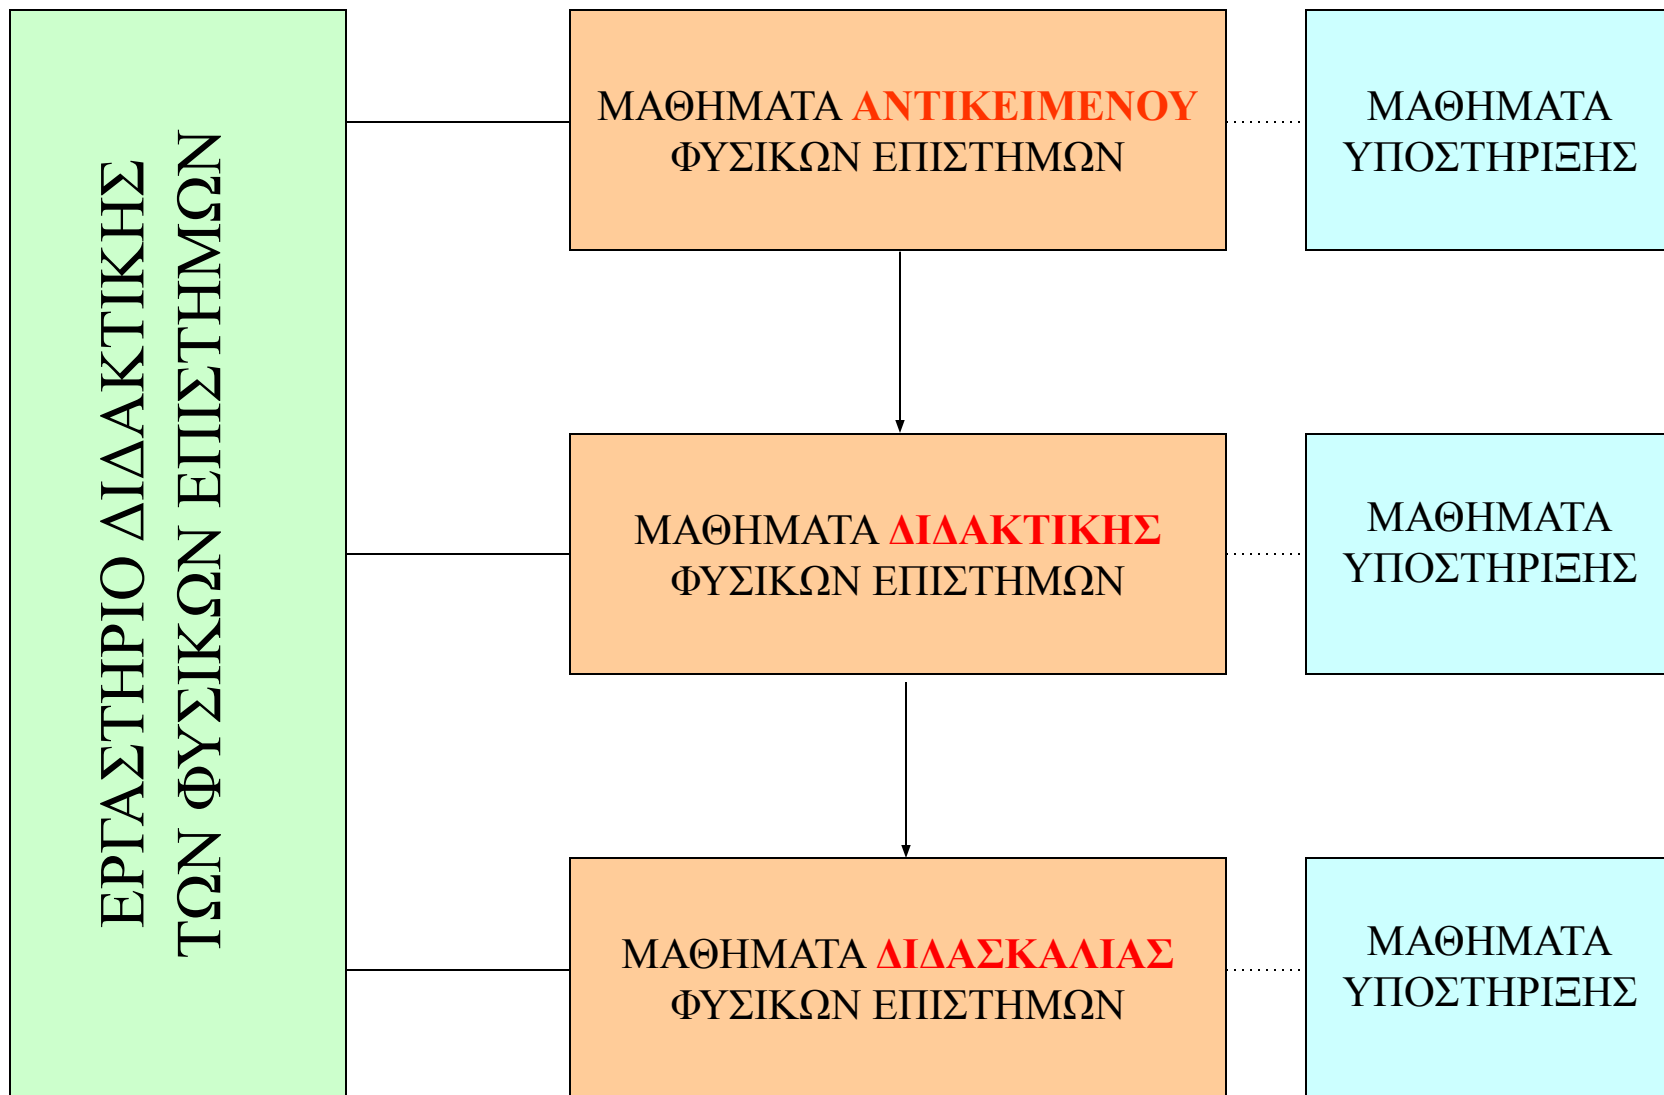 ΕΡΓΑΣΤΗΡΙΟ ΔΙΔΑΚΤΙΚΗΣ
ΤΩΝ ΦΥΣΙΚΩΝ ΕΠΙΣΤΗΜΩΝ
ΜΑΘΗΜΑΤΑ ΑΝΤΙΚΕΙΜΕΝΟΥ
ΦΥΣΙΚΩΝ ΕΠΙΣΤΗΜΩΝ
ΜΑΘΗΜΑΤΑ
ΥΠΟΣΤΗΡΙΞΗΣ
ΜΑΘΗΜΑΤΑ ΔΙΔΑΚΤΙΚΗΣ
ΦΥΣΙΚΩΝ ΕΠΙΣΤΗΜΩΝ
ΜΑΘΗΜΑΤΑ
ΥΠΟΣΤΗΡΙΞΗΣ
ΜΑΘΗΜΑΤΑ ΔΙΔΑΣΚΑΛΙΑΣ
ΦΥΣΙΚΩΝ ΕΠΙΣΤΗΜΩΝ
ΜΑΘΗΜΑΤΑ
ΥΠΟΣΤΗΡΙΞΗΣ